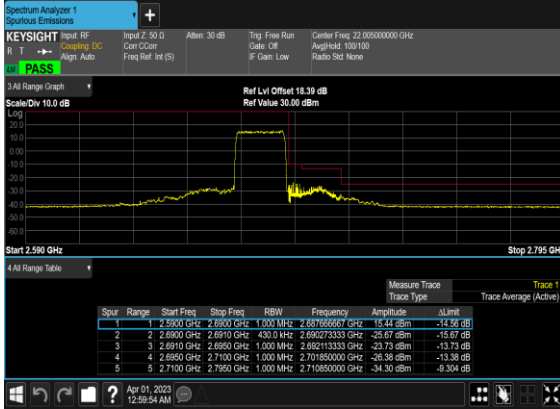 Spectrum Analyzer 1
Spurious Emissions
+
KEYSIGHT Input: RF Input Z: 50 Ω Atten: 30 dB Trig: Free Run Center Freq: 22.005000000 GHz
R T Coupling: DC Corr CCorr Gate: Off Avg|Hold: 100/100
Align: Auto Freq Ref: Int (S) IF Gain: Low Radio Std: None
PASS
3 All Range Graph
Ref Lvl Offset 18.39 dB
Scale/Div 10.0 dB Ref Value 30.00 dBm
Log
20.0
10.0
0.00
-10.0
-20.0
-30.0
-40.0
-50.0
-60.0
Start 2.590 GHz Stop 2.795 GH
4 All Range Table
Measure Trace Trace 1
Trace Type Trace Average (Active)
Spur Range Start Freq Stop Freq RBW Frequency Amplitude ΔLimit
1 1 2.5900 GHz 2.6900 GHz 1.000 MHz 2.687666667 GHz 15.44 dBm -14.56 dB
2 2 2.6900 GHz 2.6910 GHz 430.0 kHz 2.690273333 GHz -25.67 dBm -15.67 dB
3 3 2.6910 GHz 2.6950 GHz 1.000 MHz 2.692113333 GHz -23.73 dBm -13.73 dB
4 4 2.6950 GHz 2.7100 GHz 1.000 MHz 2.701850000 GHz -26.38 dBm -13.38 dB
5 5 2.7100 GHz 2.7950 GHz 1.000 MHz 2.710850000 GHz -34.30 dBm -9.304 dB
? Apr 01, 2023
12:59:54 AM